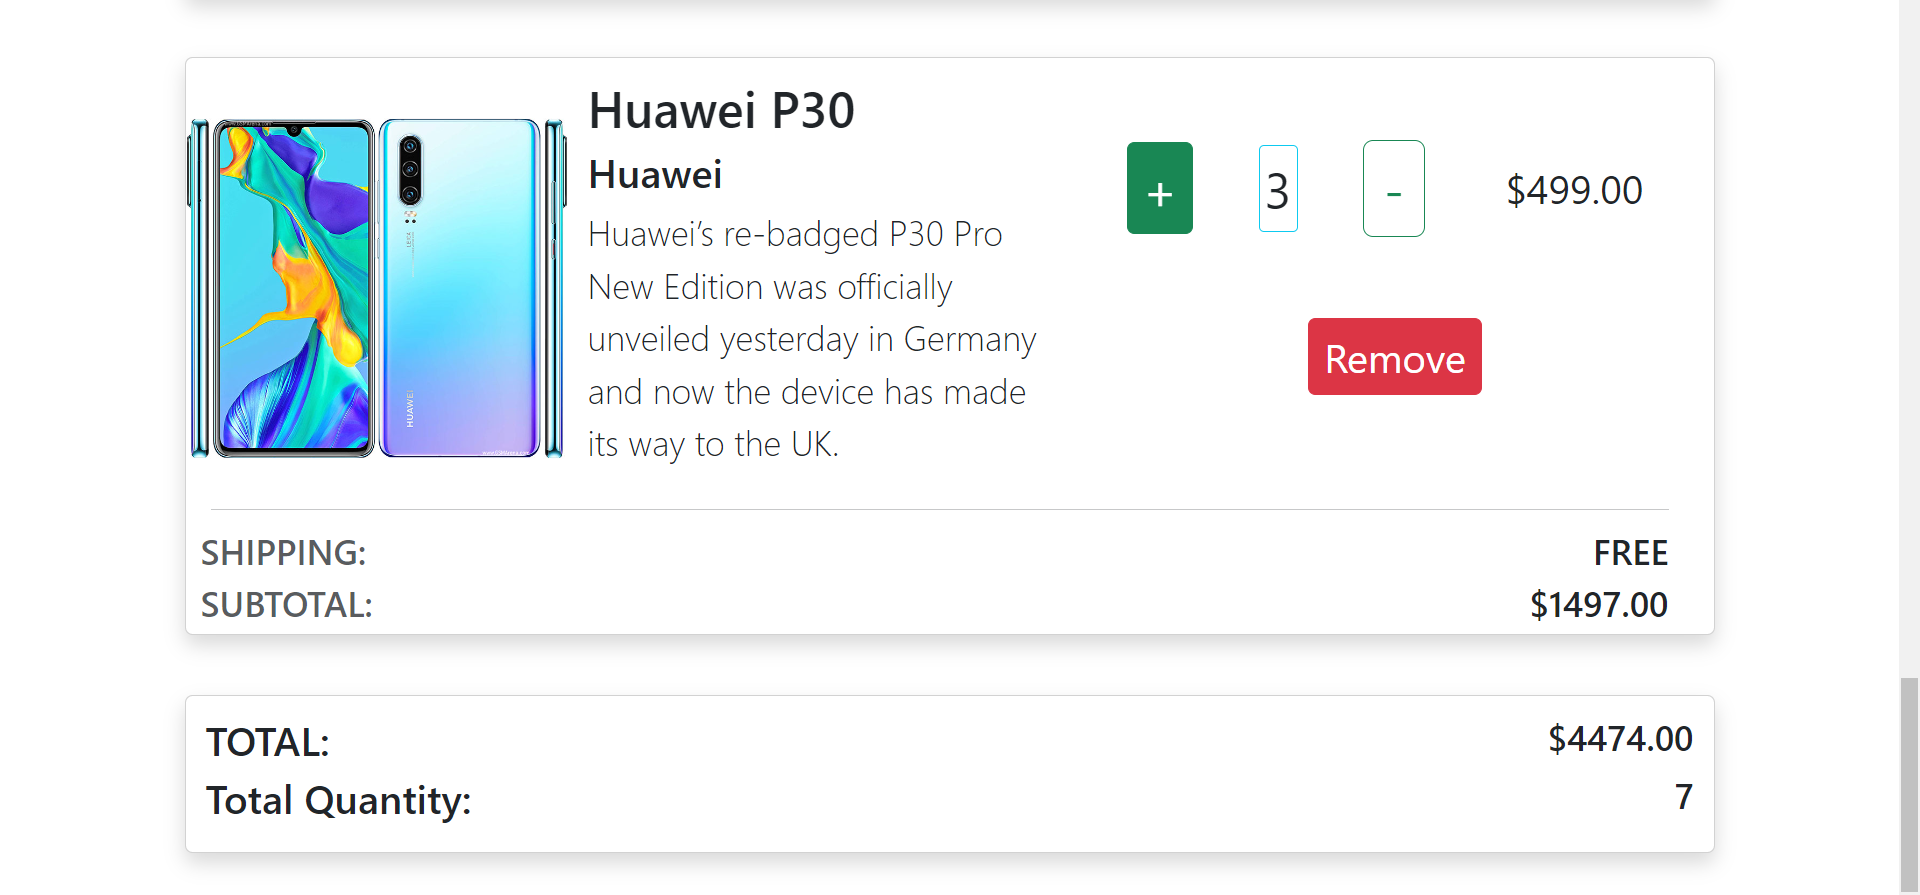 Huawei P30
Huawei
Huawei’s re-badged P30 Pro
New Edition was officially
unveiled yesterday in Germany
and now the device has made
its way to the UK.
+ 3 - $499.00
Remove
HUAWEI
LEICA
SHIPPING: FREE
SUBTOTAL: $1497.00
TOTAL: $4474.00
Total Quantity: 7